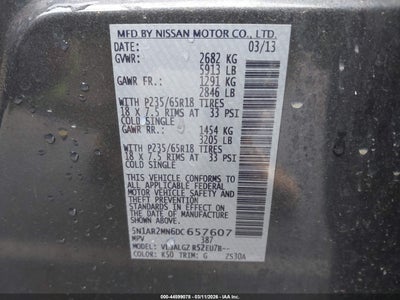 MFD BY NISSAN MOTOR CO., LTD.
DATE: 03/13
GVWR: 2682 KG
5913 LB
GAWR FR: 1291 KG
2846 LB
WITH P235/65R18 TIRES
18 X 7.5 RIMS AT 33 PSI
COLD SINGLE
GAWR RR: 1454 KG
3205 LB
WITH P235/65R18 TIRES
18 X 7.5 RIMS AT 33 PSI
COLD SINGLE
THIS VEHICLE CONFORMS TO ALL
APPLICABLE U.S. FEDERAL
MOTOR VEHICLE SAFETY AND THEFT
PREVENTION STANDARDS IN
EFFECT ON THE DATE OF
MANUFACTURE SHOWN ABOVE.
5N1AR2MN6DC657607
MPV 387
COLOR: K50 TRIM: G ZS30A
000-44599078 - 03/11/2026 - IAA